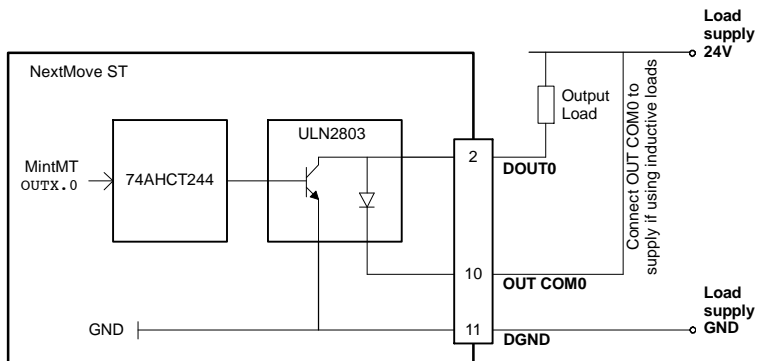 Load
supply
24V
NextMove ST
Output
Load
Connect OUT COM0 to
supply if using inductive loads
ULN2803
MintMT
OUTX.0
74AHCT244
2
DOUT0
10
OUT COM0
Load
supply
GND
GND
11
DGND